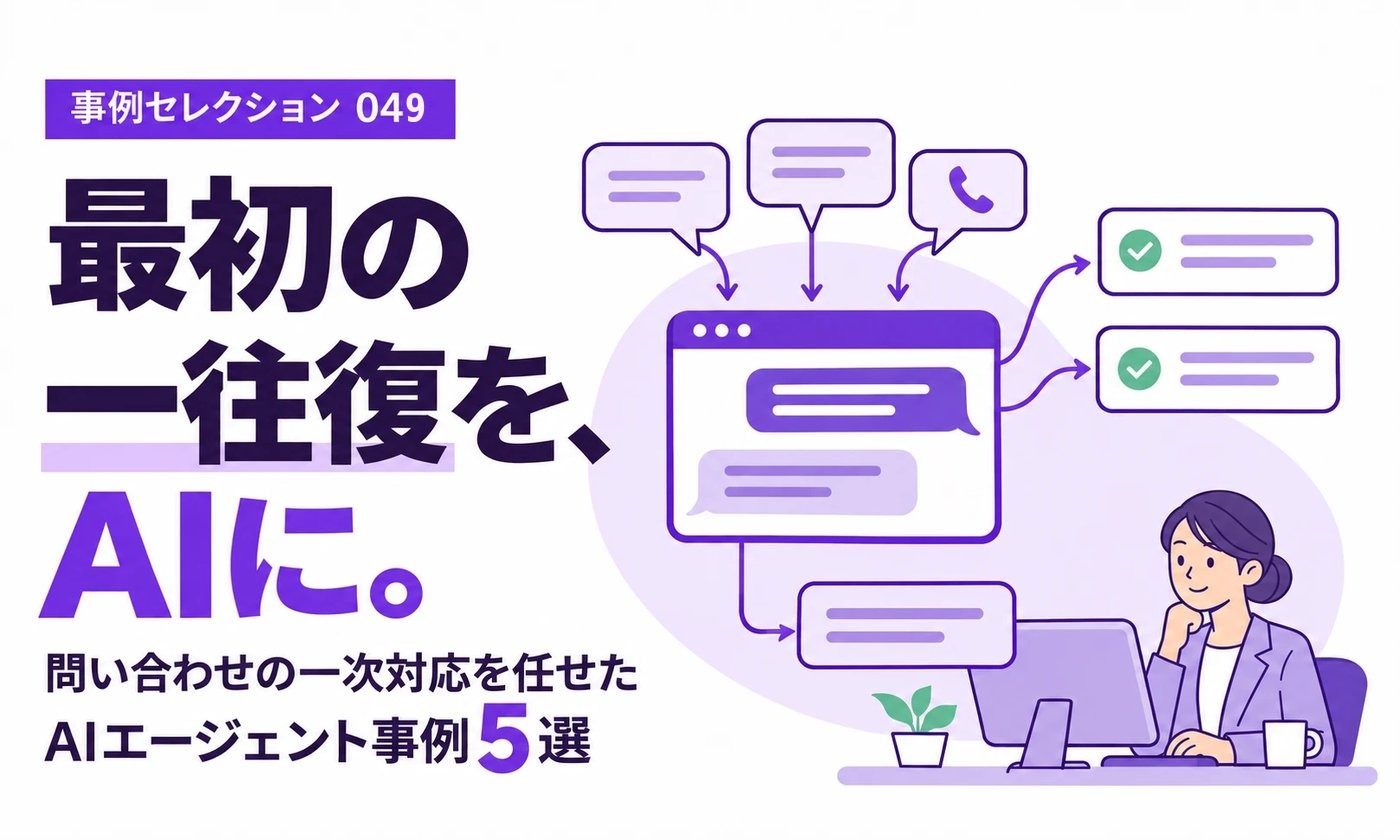 事例セレクション 049
最初の
一往復を、
AIに。
問い合わせの一次対応を任せた
AIエージェント事例5選